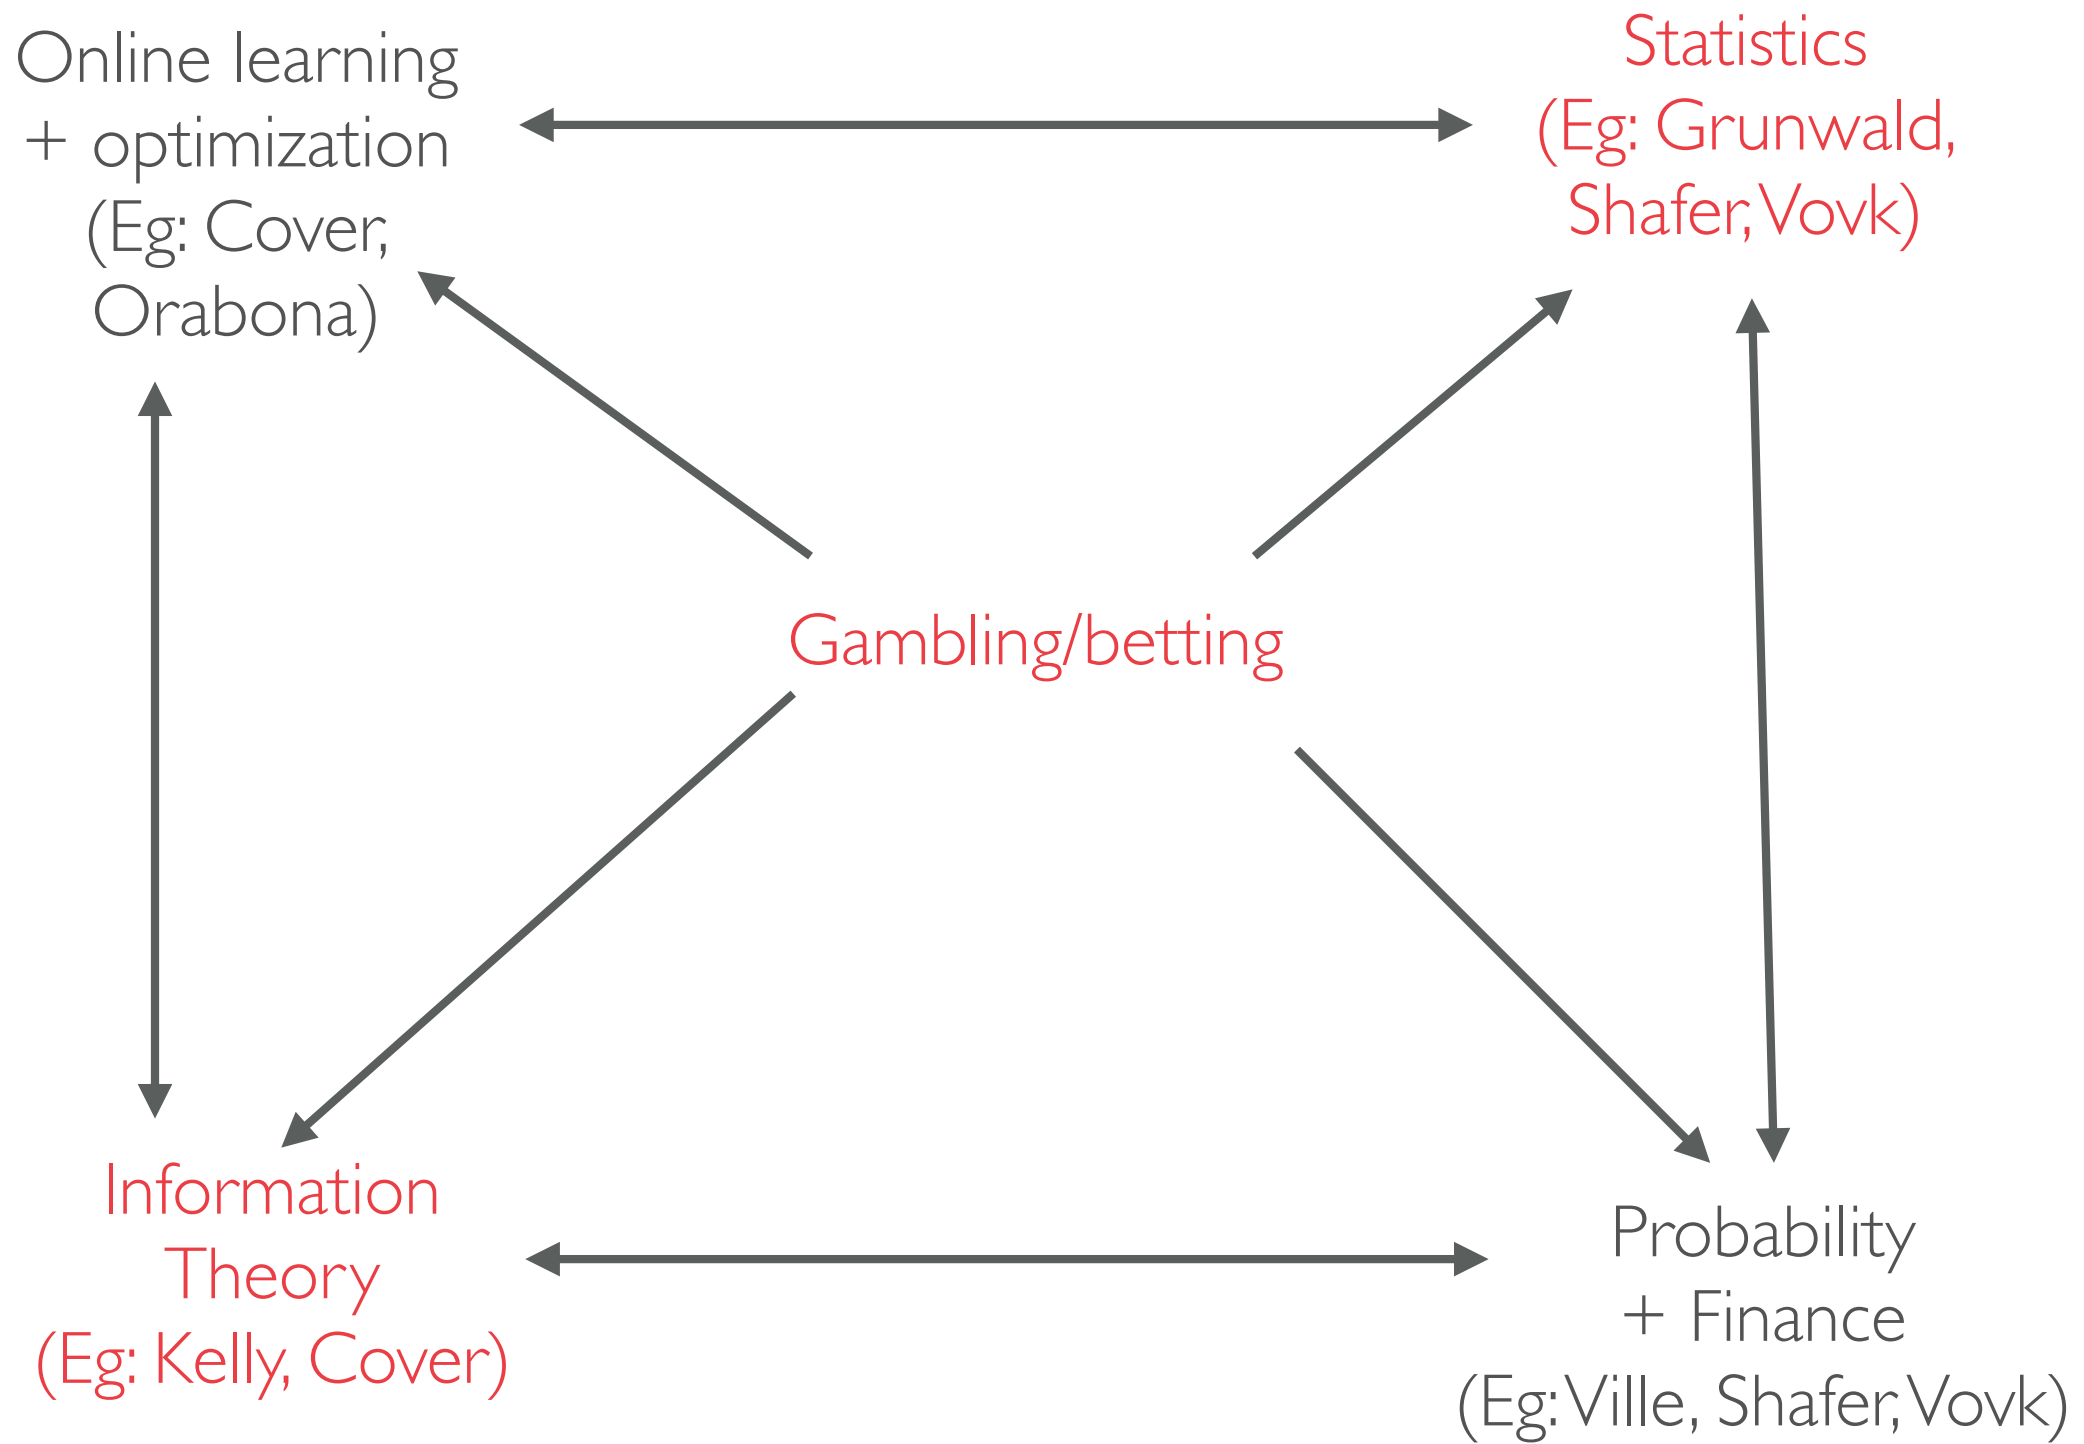 Online learning
+ optimization
(Eg: Cover,
Orabona)
Statistics
(Eg: Grunwald,
Shafer, Vovk)
Gambling/betting
Information
Theory
(Eg: Kelly, Cover)
Probability
+ Finance
(Eg: Ville, Shafer, Vovk)